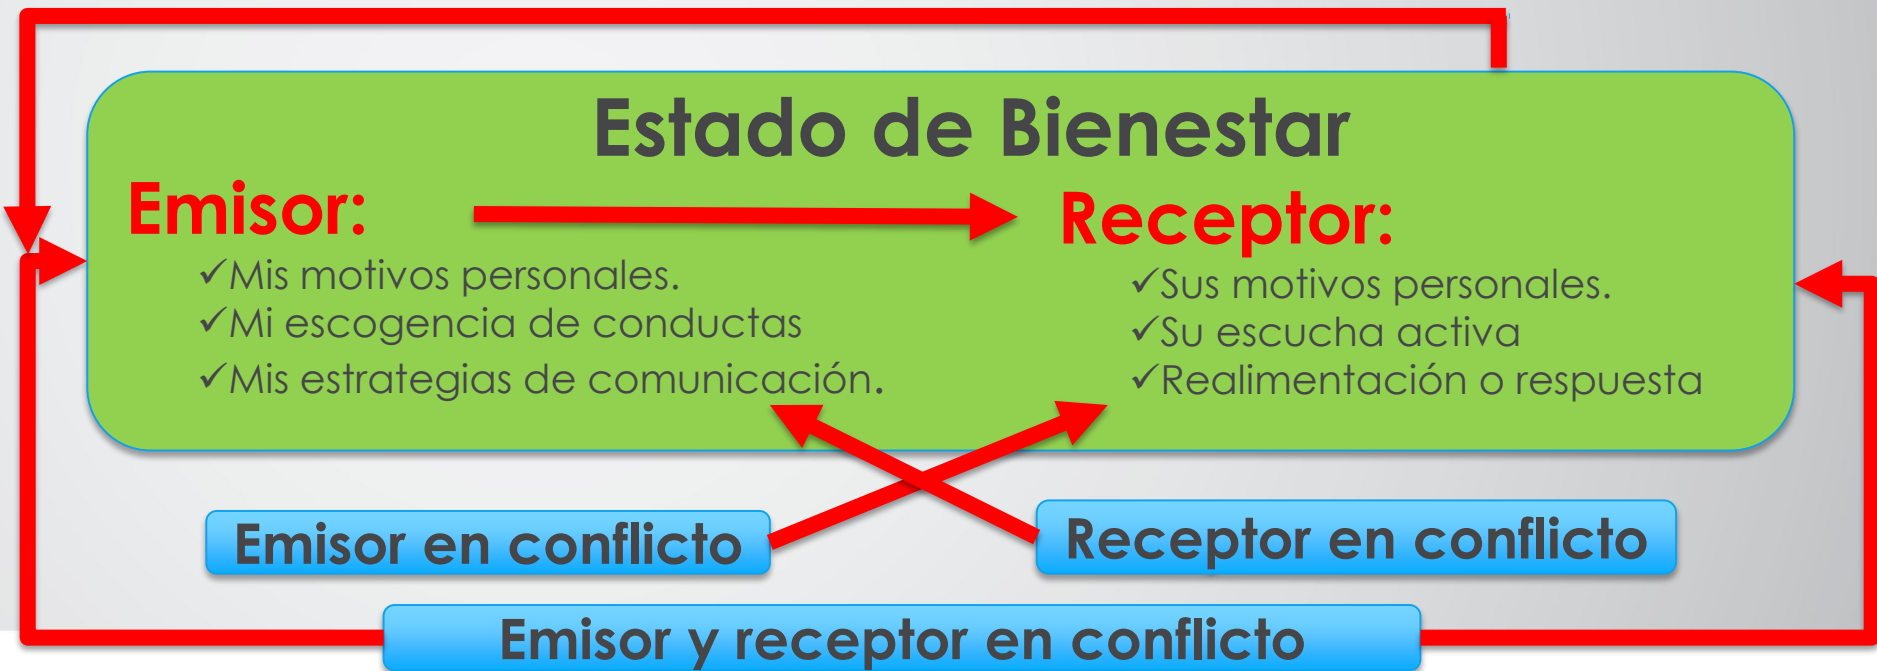 Estado de Bienestar
Emisor:
✓Mis motivos personales.
✓Mi escogencia de conductas
✓Mis estrategias de comunicación.
Receptor:
✓Sus motivos personales.
✓Su escucha activa
✓Realimentación o respuesta
Emisor en conflicto
Receptor en conflicto
Emisor y receptor en conflicto